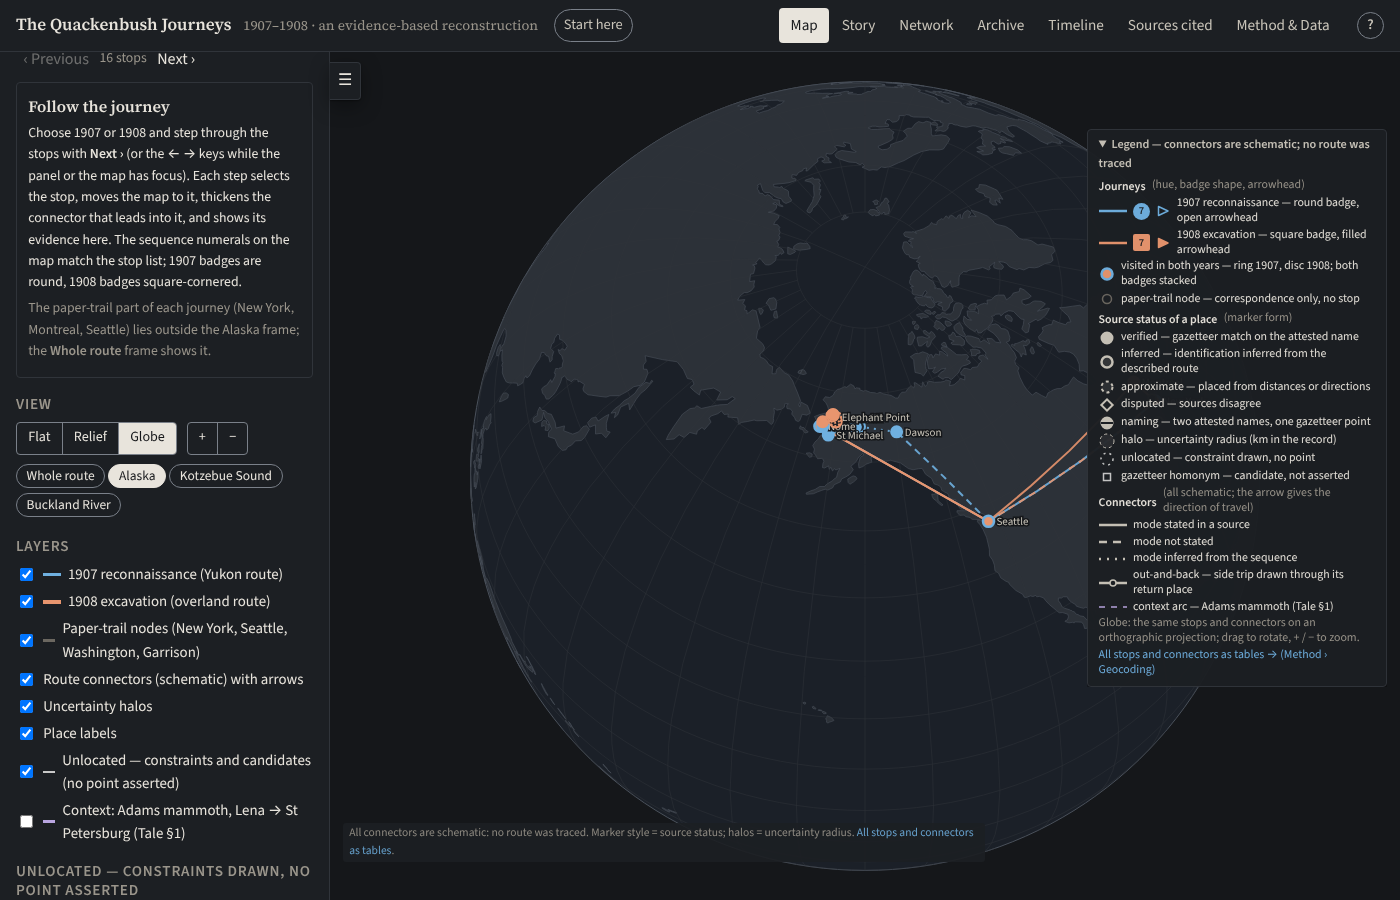 The Quackenbush Journeys 1907–1908 · an evidence-based reconstruction Start here Map Story Network Archive Timeline Sources cited Method & Data ?
‹ Previous 16 stops Next ›
☰
Follow the journey
Choose 1907 or 1908 and step through the
stops with Next › (or the ← → keys while the
panel or the map has focus). Each step selects
the stop, moves the map to it, thickens the
connector that leads into it, and shows its
evidence here. The sequence numerals on the
map match the stop list; 1907 badges are
round, 1908 badges square-cornered.
The paper-trail part of each journey (New York,
Montreal, Seattle) lies outside the Alaska frame;
the Whole route frame shows it.
VIEW
Flat Relief Globe + −
Whole route Alaska Kotzebue Sound
Buckland River
LAYERS
1907 reconnaissance (Yukon route)
1908 excavation (overland route)
Paper-trail nodes (New York, Seattle,
Washington, Garrison)
Route connectors (schematic) with arrows
Uncertainty halos
Place labels
Unlocated — constraints and candidates
(no point asserted)
Context: Adams mammoth, Lena → St
Petersburg (Tale §1)
UNLOCATED — CONSTRAINTS DRAWN, NO
POINT ASSERTED
Elephant Point
Nome
St Michael
Dawson
Seattle
▼ Legend — connectors are schematic; no route was
traced
Journeys (hue, badge shape, arrowhead)
7 1907 reconnaissance — round badge,
open arrowhead
7 1908 excavation — square badge, filled
arrowhead
visited in both years — ring 1907, disc 1908; both
badges stacked
paper-trail node — correspondence only, no stop
Source status of a place (marker form)
verified — gazetteer match on the attested name
inferred — identification inferred from the
described route
approximate — placed from distances or directions
disputed — sources disagree
naming — two attested names, one gazetteer point
halo — uncertainty radius (km in the record)
unlocated — constraint drawn, no point
gazetteer homonym — candidate, not asserted
Connectors (all schematic; the arrow gives the
direction of travel)
mode stated in a source
mode not stated
mode inferred from the sequence
out-and-back — side trip drawn through its
return place
context arc — Adams mammoth (Tale §1)
Globe: the same stops and connectors on an
orthographic projection; drag to rotate, + / − to zoom.
All stops and connectors as tables → (Method ›
Geocoding)
All connectors are schematic: no route was traced. Marker style = source status; halos = uncertainty radius. All stops and connectors
as tables.